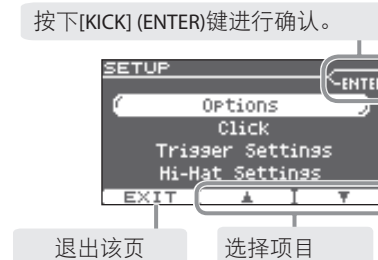 按下[KICK] (ENTER)键进行确认。
SETUP
ENTER
Options
Click
Trigger Settings
Hi-Hat Settings
EXIT
退出该页
选择项目